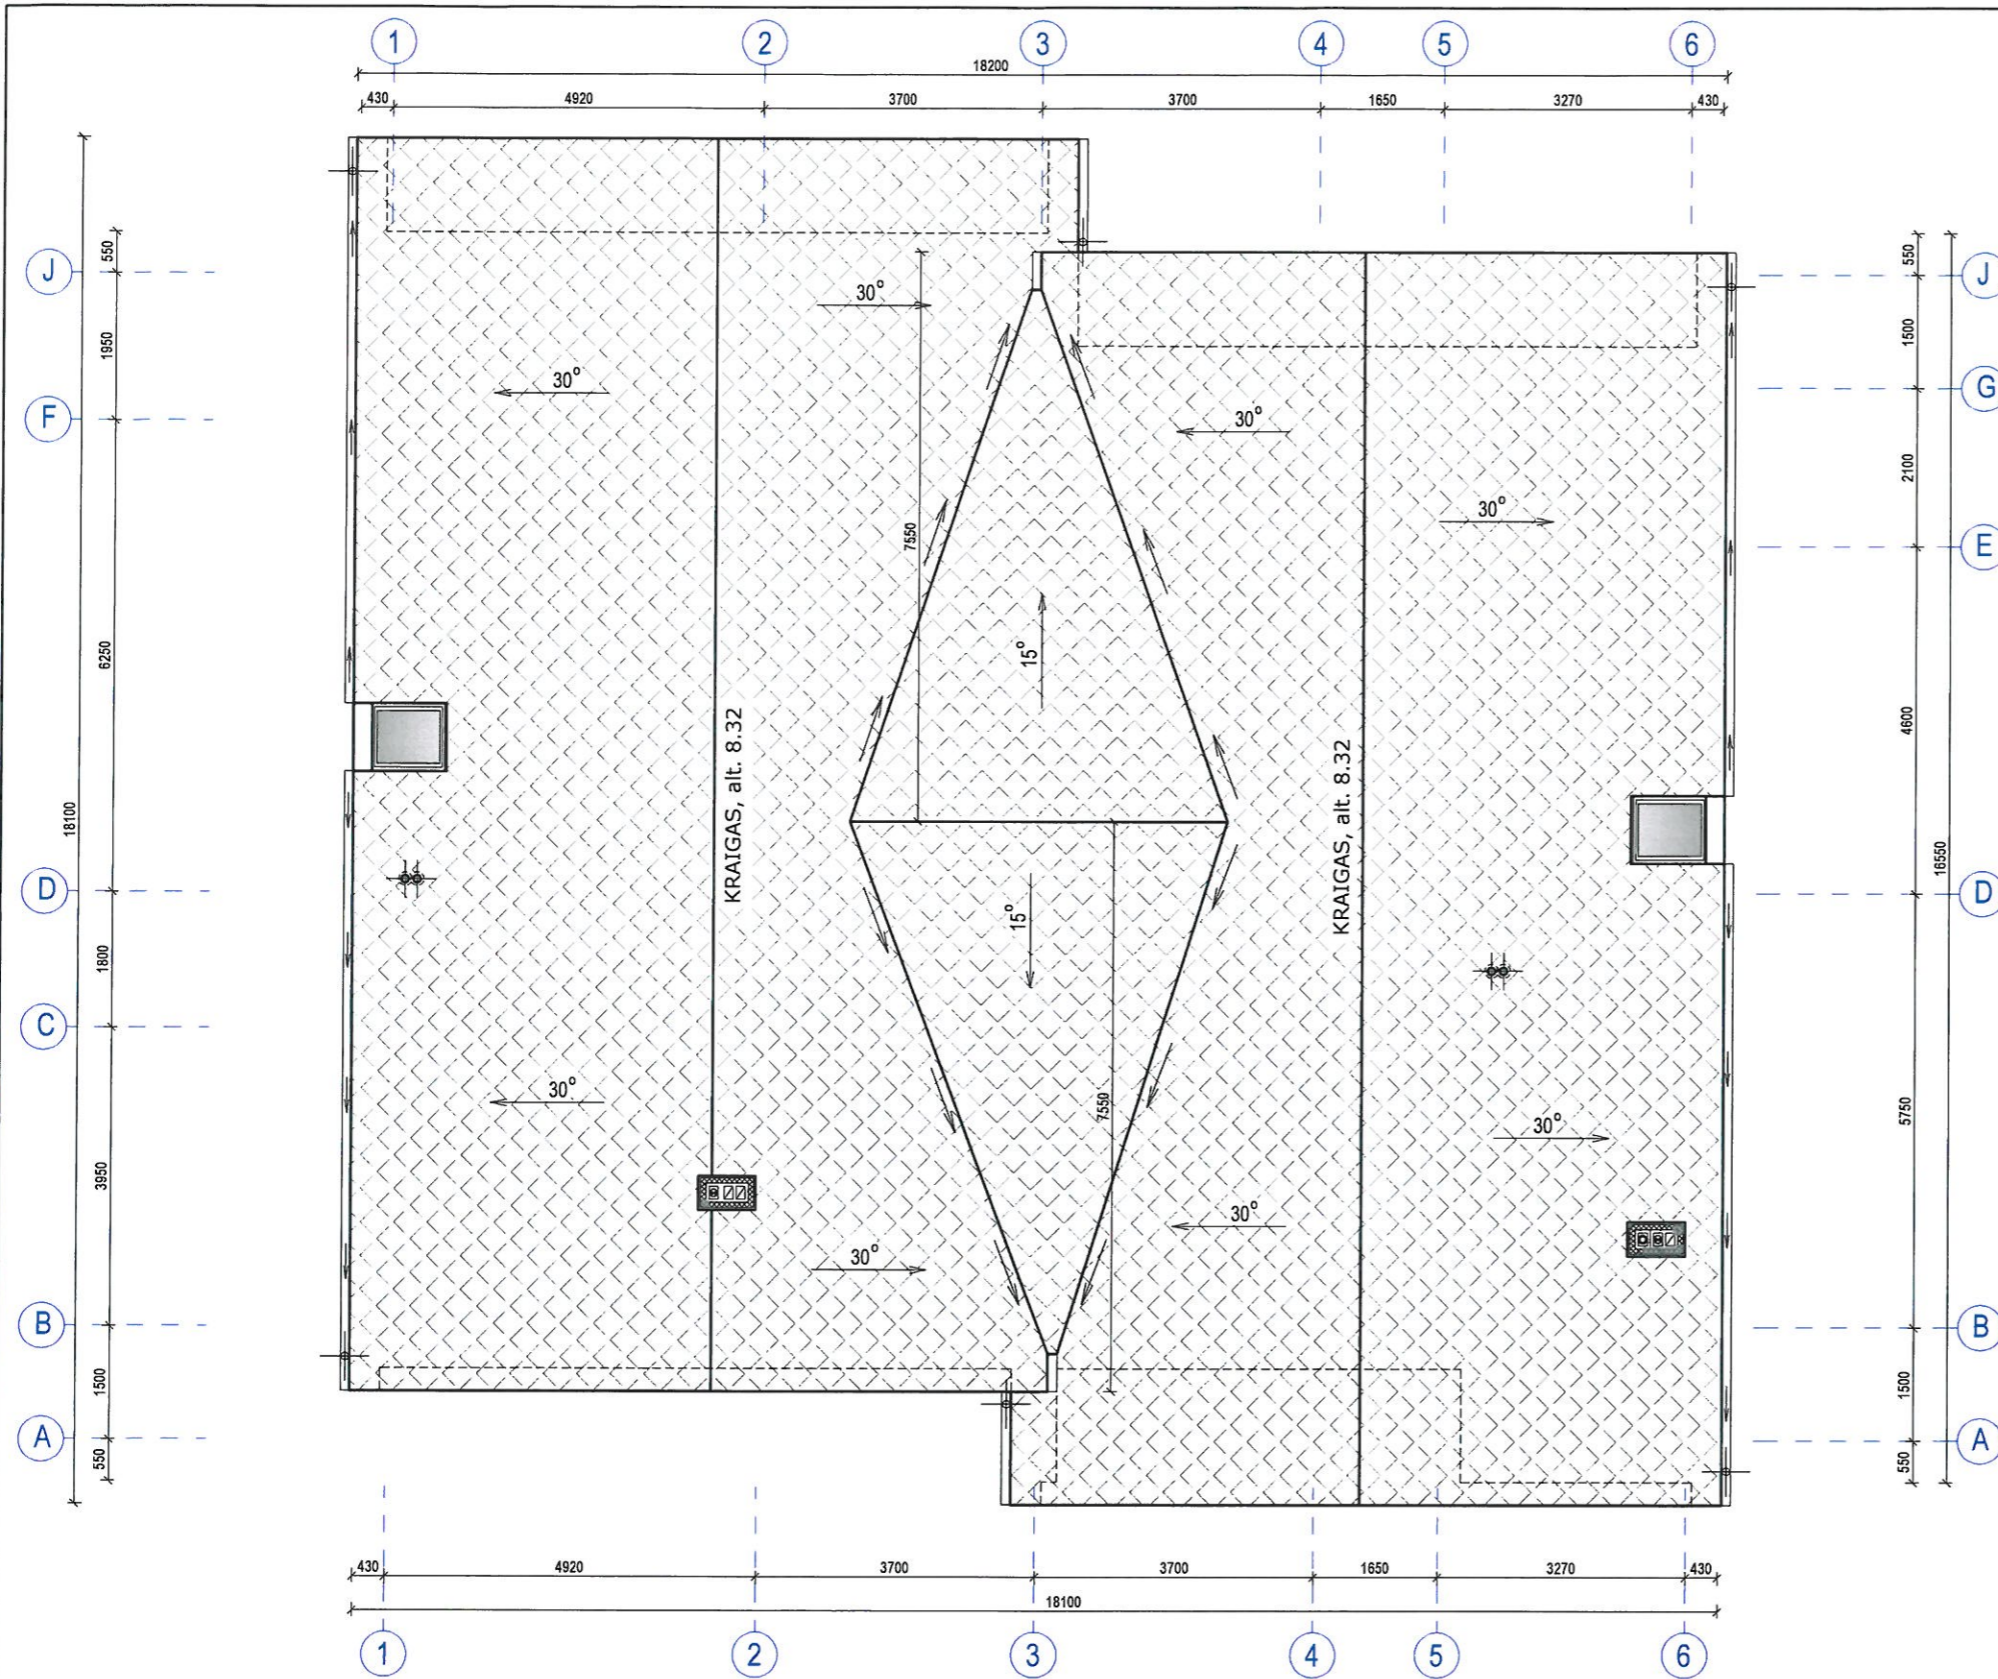 1 2 3 4 5 6
18200
430 4920 3700 3700 1650 3270 430
J J
550 550
1950 1500
F G
6250 2100
E
4600
18100 16550
D D
1800
C
3950 5750
B B
1500 1500
A A
550 550
30°
30°
30°
30°
7550
15°
KRAIGAS, alt. 8.32
KRAIGAS, alt. 8.32
15°
7550
30°
30°
30°
30°
430 4920 3700 3700 1650 3270 430
18100
1 2 3 4 5 6